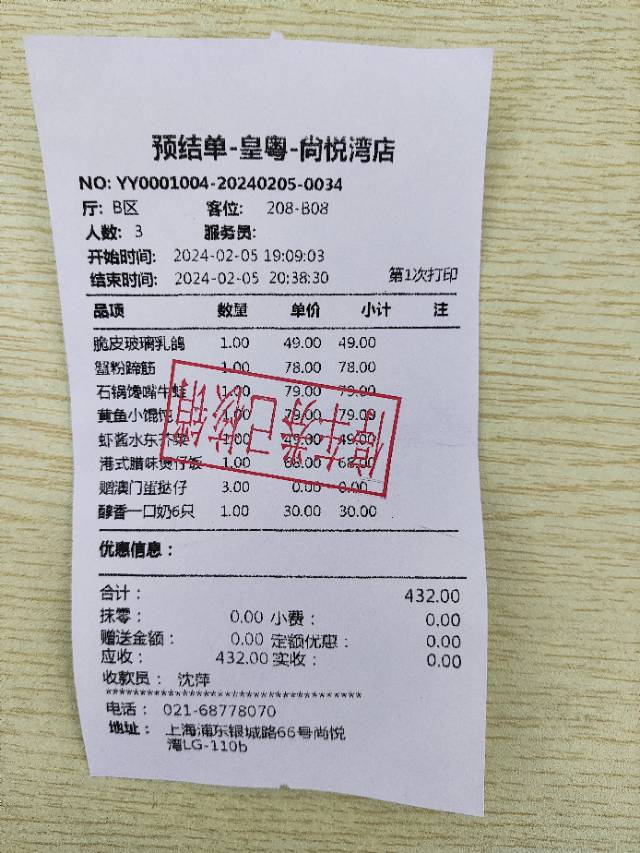 预结单-皇粤-尚悦湾店
NO: YY0001004-20240205-0034
厅: B区 客位: 208-B08
人数: 3 服务员:
开始时间: 2024-02-05 19:09:03
结束时间: 2024-02-05 20:38:30 第1次打印
品项 数量 单价 小计 注
脆皮玻璃乳鸽 1.00 49.00 49.00
蟹粉蹄筋 1.00 78.00 78.00
石锅馋嘴牛蛙 1.00 79.00 79.00
黄鱼小馄饨 1.00 79.00 79.00
虾酱水东芥菜 1.00 49.00 49.00
港式腊味煲仔饭 1.00 68.00 68.00
赠澳门蛋挞仔 3.00 0.00 0.00
醇香一口奶6只 1.00 30.00 30.00
优惠信息：
合计： 432.00
抹零： 0.00 小费： 0.00
赠送金额： 0.00 定额优惠： 0.00
应收： 432.00 实收： 0.00
收款员： 沈萍
************************************
电话： 021-68778070
地址： 上海浦东银城路66号尚悦
湾LG-110b